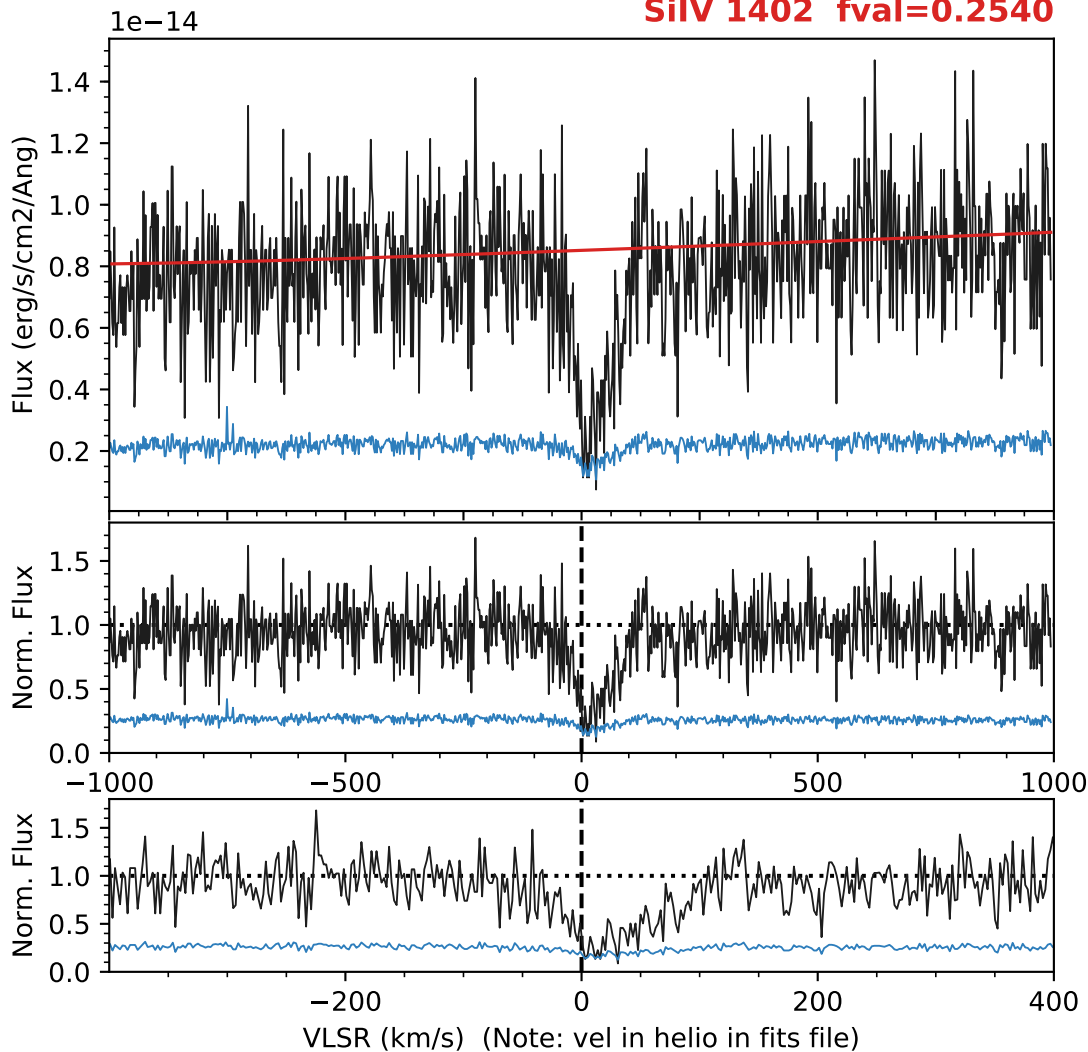 SiIV 1402 fval=0.2540
1e−14
1.4
1.2
1.0
0.8
0.6
0.4
0.2
Flux (erg/s/cm2/Ang)
1.5
1.0
0.5
0.0
Norm. Flux
−1000 −500 0 500 1000
1.5
1.0
0.5
0.0
Norm. Flux
−200 0 200 400
VLSR (km/s) (Note: vel in helio in fits file)